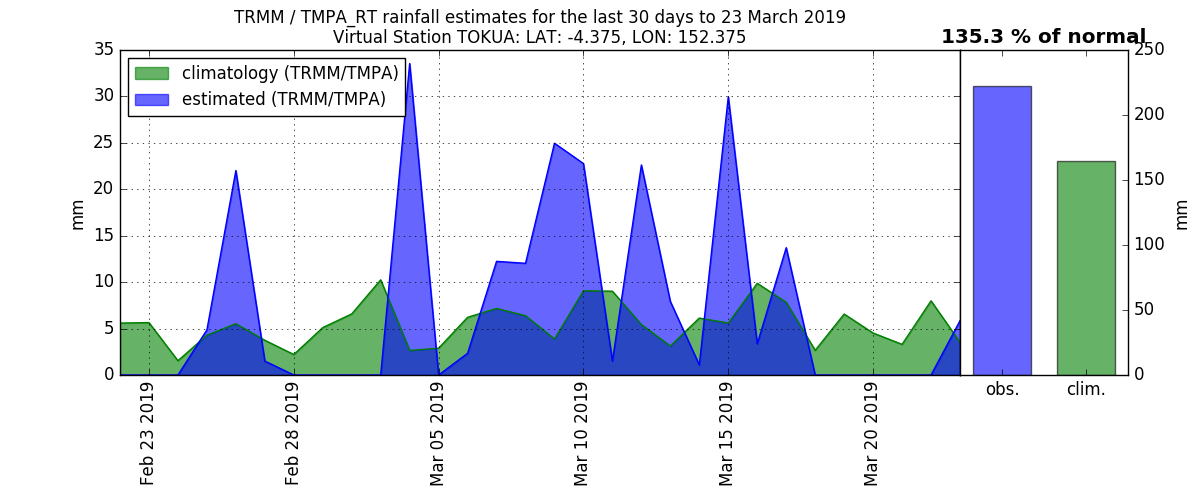 TRMM / TMPA_RT rainfall estimates for the last 30 days to 23 March 2019
Virtual Station TOKUA: LAT: -4.375, LON: 152.375
135.3 % of normal
climatology (TRMM/TMPA)
estimated (TRMM/TMPA)
35
30
25
20
15
10
5
0
mm
Feb 23 2019
Feb 28 2019
Mar 05 2019
Mar 10 2019
Mar 15 2019
Mar 20 2019
250
200
150
100
50
0
mm
obs.
clim.